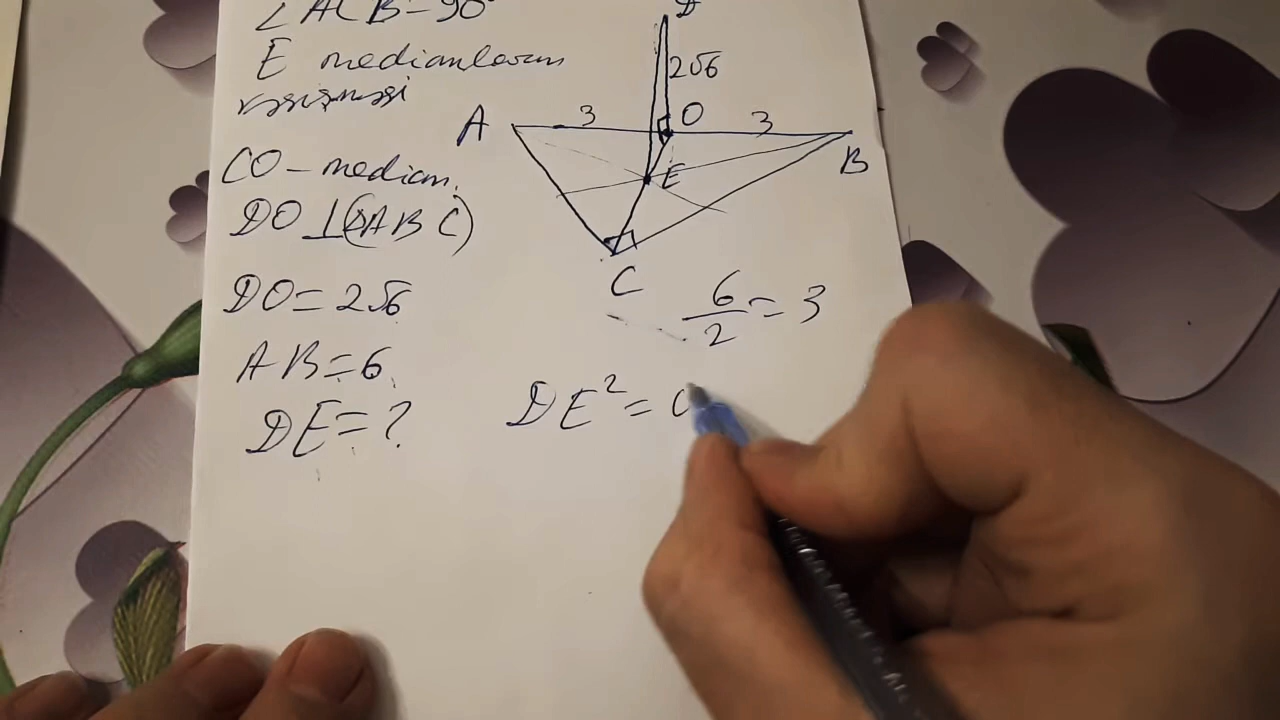 ∠ACB=90°
E medianların
kəsişməsi
CO-median.
DO⊥(△ABC)
DO=2√6
AB=6
DE=?
D
2√6
A
3
O
3
B
E
C
6/2=3
DE²=